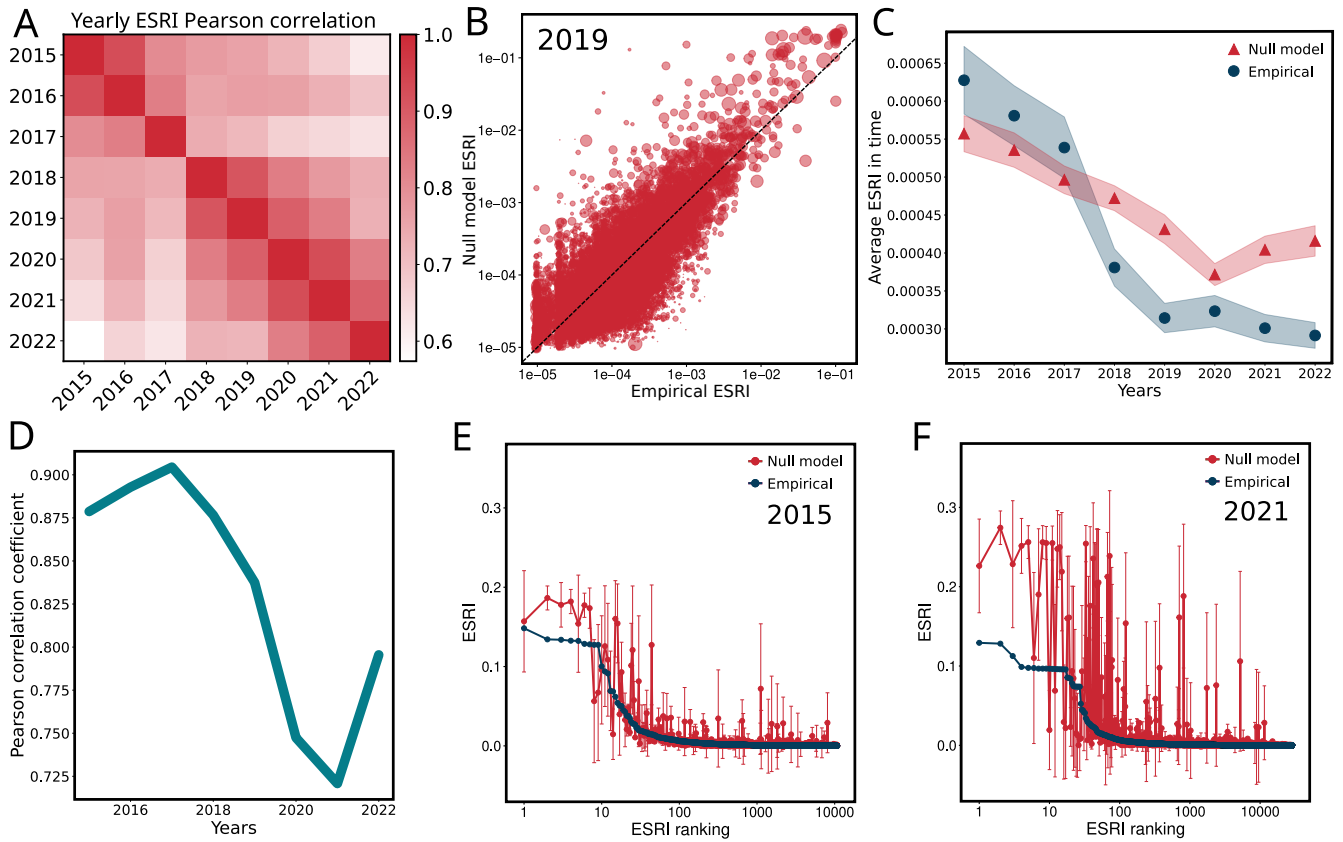 A
Yearly ESRI Pearson correlation
2015
2016
2017
2018
2019
2020
2021
2022
2015
2016
2017
2018
2019
2020
2021
2022
1.0
0.9
0.8
0.7
0.6
B
2019
Null model ESRI
1e−01
1e−02
1e−03
1e−04
1e−05
1e−05
1e−04
1e−03
1e−02
1e−01
Empirical ESRI
C
Null model
Empirical
Average ESRI in time
0.00065
0.00060
0.00055
0.00050
0.00045
0.00040
0.00035
0.00030
2015
2016
2017
2018
2019
2020
2021
2022
Years
D
Pearson correlation coefficient
0.900
0.875
0.850
0.825
0.800
0.775
0.750
0.725
2016
2018
2020
2022
Years
E
Null model
Empirical
2015
ESRI
0.3
0.2
0.1
0.0
1
10
100
1000
10000
ESRI ranking
F
Null model
Empirical
2021
ESRI
0.3
0.2
0.1
0.0
1
10
100
1000
10000
ESRI ranking